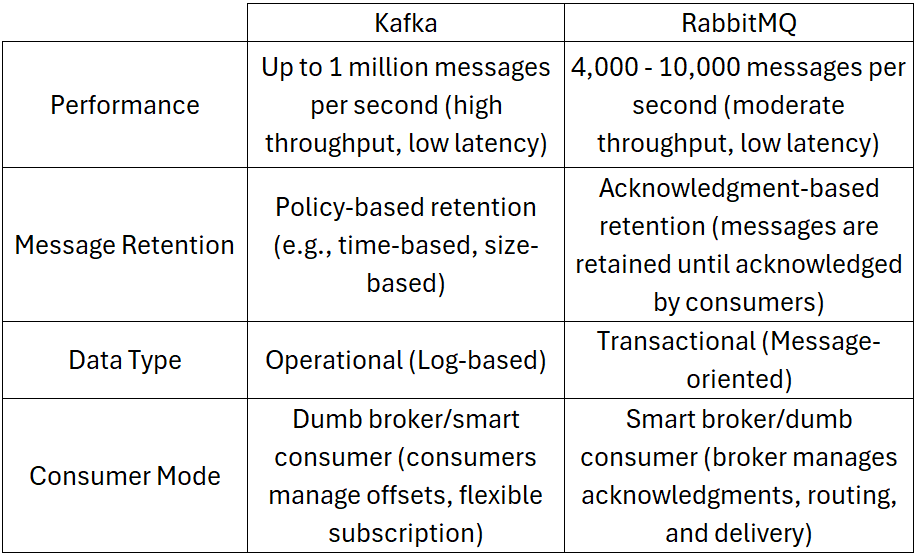 Kafka
RabbitMQ
Performance
Up to 1 million messages
per second (high
throughput, low latency)
4,000 - 10,000 messages per
second (moderate
throughput, low latency)
Message Retention
Policy-based retention
(e.g., time-based, size-
based)
Acknowledgment-based
retention (messages are
retained until acknowledged
by consumers)
Data Type
Operational (Log-based)
Transactional (Message-
oriented)
Consumer Mode
Dumb broker/smart
consumer (consumers
manage offsets, flexible
subscription)
Smart broker/dumb
consumer (broker manages
acknowledgments, routing,
and delivery)